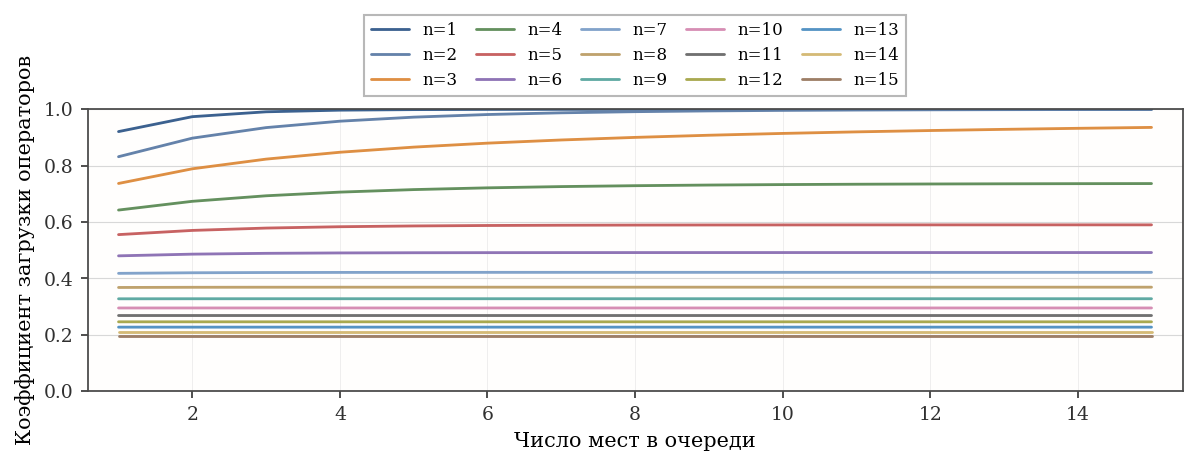 n=1 n=4 n=7 n=10 n=13
n=2 n=5 n=8 n=11 n=14
n=3 n=6 n=9 n=12 n=15
Коэффициент загрузки операторов
1.0
0.8
0.6
0.4
0.2
0.0
2 4 6 8 10 12 14
Число мест в очереди